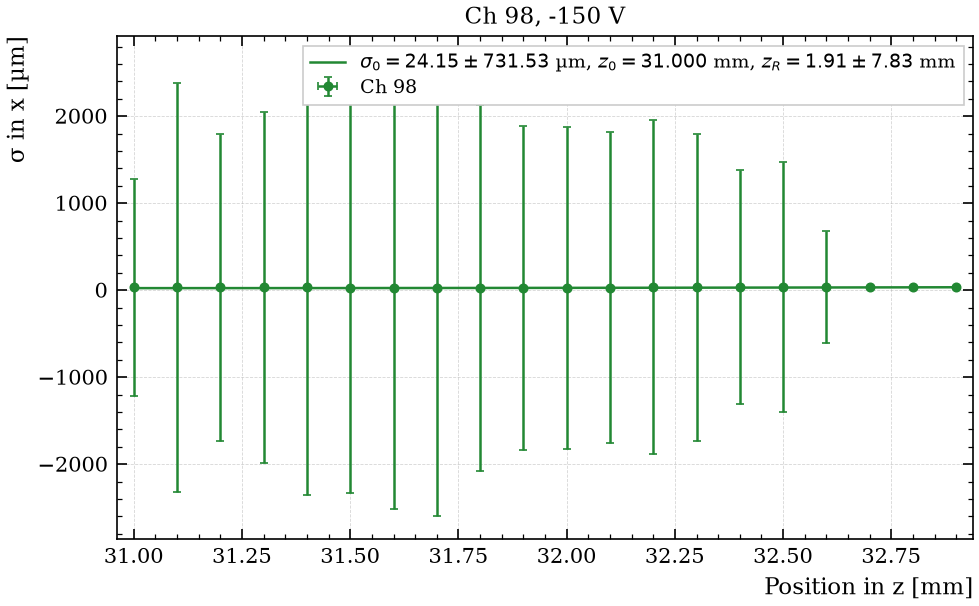 Ch 98, -150 V
σ in x [µm]
σ₀ = 24.15 ± 731.53 µm, z₀ = 31.000 mm, z_R = 1.91 ± 7.83 mm
Ch 98
2000
1000
0
−1000
−2000
31.00 31.25 31.50 31.75 32.00 32.25 32.50 32.75
Position in z [mm]